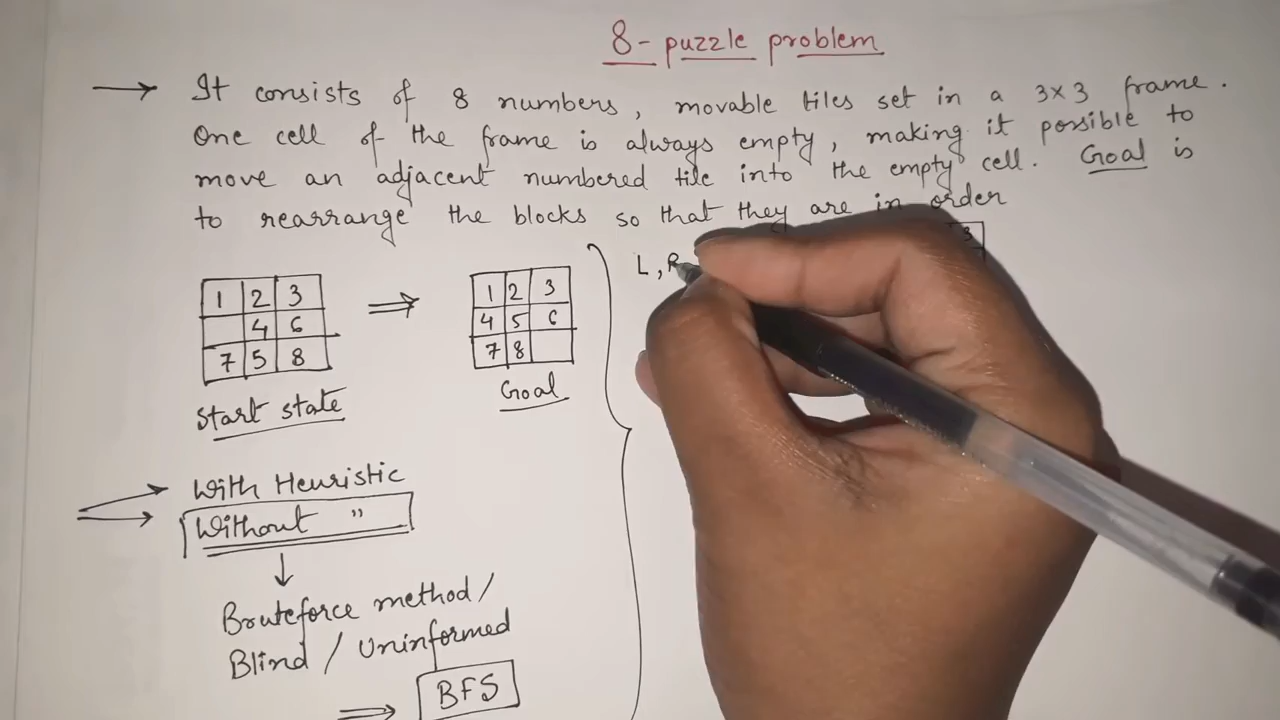 8- puzzle problem
→ It consists of 8 numbers, movable tiles set in a 3×3 frame.
One cell of the frame is always empty, making it possible to
move an adjacent numbered tile into the empty cell. Goal is
to rearrange the blocks so that they are in order
1 2 3
4 6
7 5 8
Start state
⇒
1 2 3
4 5 6
7 8
Goal
With Heuristic
Without "
Bruteforce method/
Blind / Uninformed
⇒ BFS
L, R
3